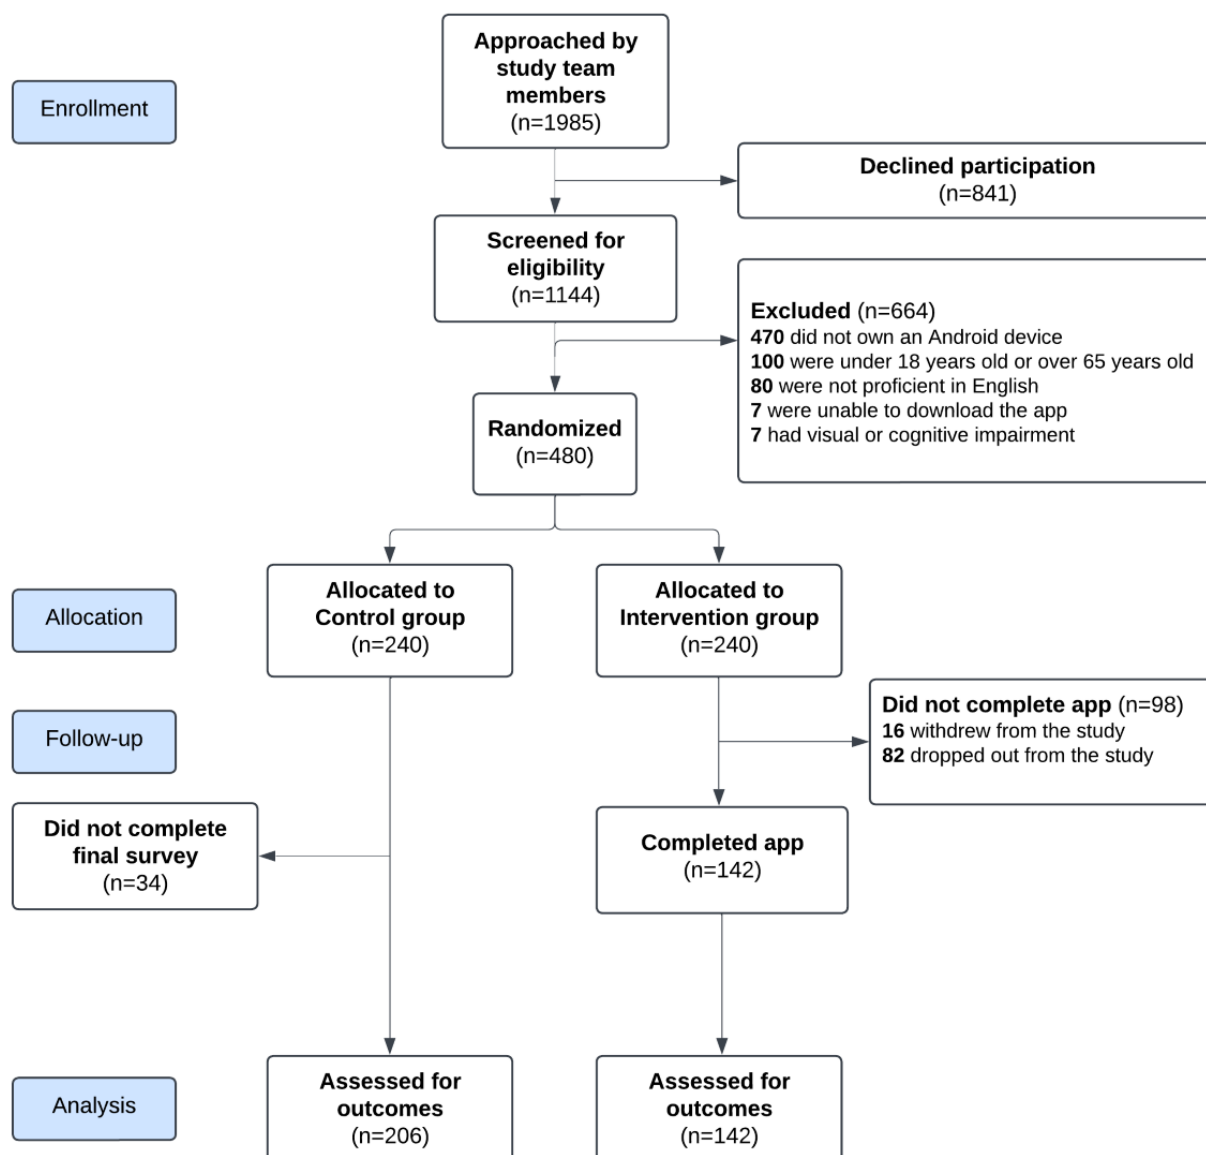 Enrollment
Approached by
study team
members
(n=1985)
Declined participation
(n=841)
Screened for
eligibility
(n=1144)
Excluded (n=664)
470 did not own an Android device
100 were under 18 years old or over 65 years old
80 were not proficient in English
7 were unable to download the app
7 had visual or cognitive impairment
Randomized
(n=480)
Allocation
Allocated to
Control group
(n=240)
Allocated to
Intervention group
(n=240)
Follow-up
Did not complete app (n=98)
16 withdrew from the study
82 dropped out from the study
Did not complete
final survey
(n=34)
Completed app
(n=142)
Analysis
Assessed for
outcomes
(n=206)
Assessed for
outcomes
(n=142)